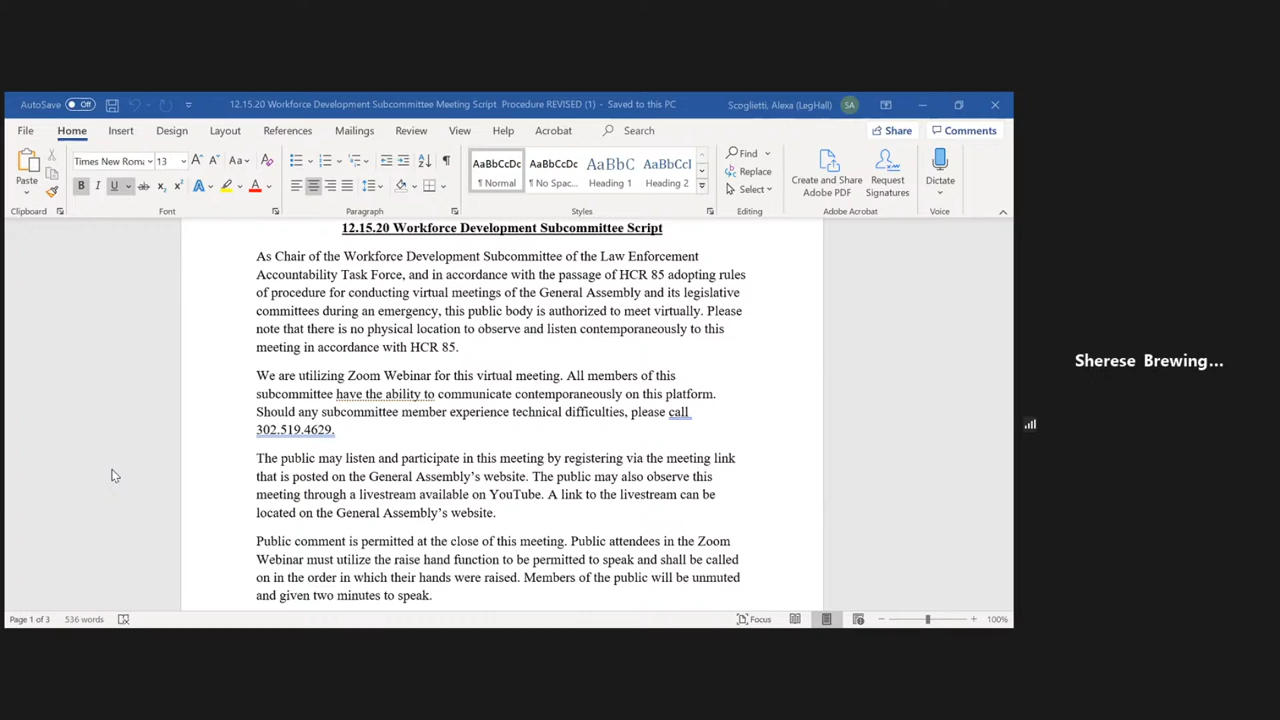 AutoSave Off 12.15.20 Workforce Development Subcommittee Meeting Script Procedure REVISED (1) - Saved to this PC Scoglietti, Alexa (LegHall) SA
File Home Insert Design Layout References Mailings Review View Help Acrobat Search Share Comments
Paste Times New Roma 13 Aa AaBbCcDc AaBbCcDc AaBbC AaBbCcI Find Replace Select Create and Share Adobe PDF Request Signatures Dictate
¶ Normal ¶ No Spac... Heading 1 Heading 2
Clipboard Font Paragraph Styles Editing Adobe Acrobat Voice
12.15.20 Workforce Development Subcommittee Script
As Chair of the Workforce Development Subcommittee of the Law Enforcement
Accountability Task Force, and in accordance with the passage of HCR 85 adopting rules
of procedure for conducting virtual meetings of the General Assembly and its legislative
committees during an emergency, this public body is authorized to meet virtually. Please
note that there is no physical location to observe and listen contemporaneously to this
meeting in accordance with HCR 85.
We are utilizing Zoom Webinar for this virtual meeting. All members of this
subcommittee have the ability to communicate contemporaneously on this platform.
Should any subcommittee member experience technical difficulties, please call
302.519.4629.
The public may listen and participate in this meeting by registering via the meeting link
that is posted on the General Assembly's website. The public may also observe this
meeting through a livestream available on YouTube. A link to the livestream can be
located on the General Assembly's website.
Public comment is permitted at the close of this meeting. Public attendees in the Zoom
Webinar must utilize the raise hand function to be permitted to speak and shall be called
on in the order in which their hands were raised. Members of the public will be unmuted
and given two minutes to speak.
Page 1 of 3 536 words Focus 100%
Sherese Brewing...